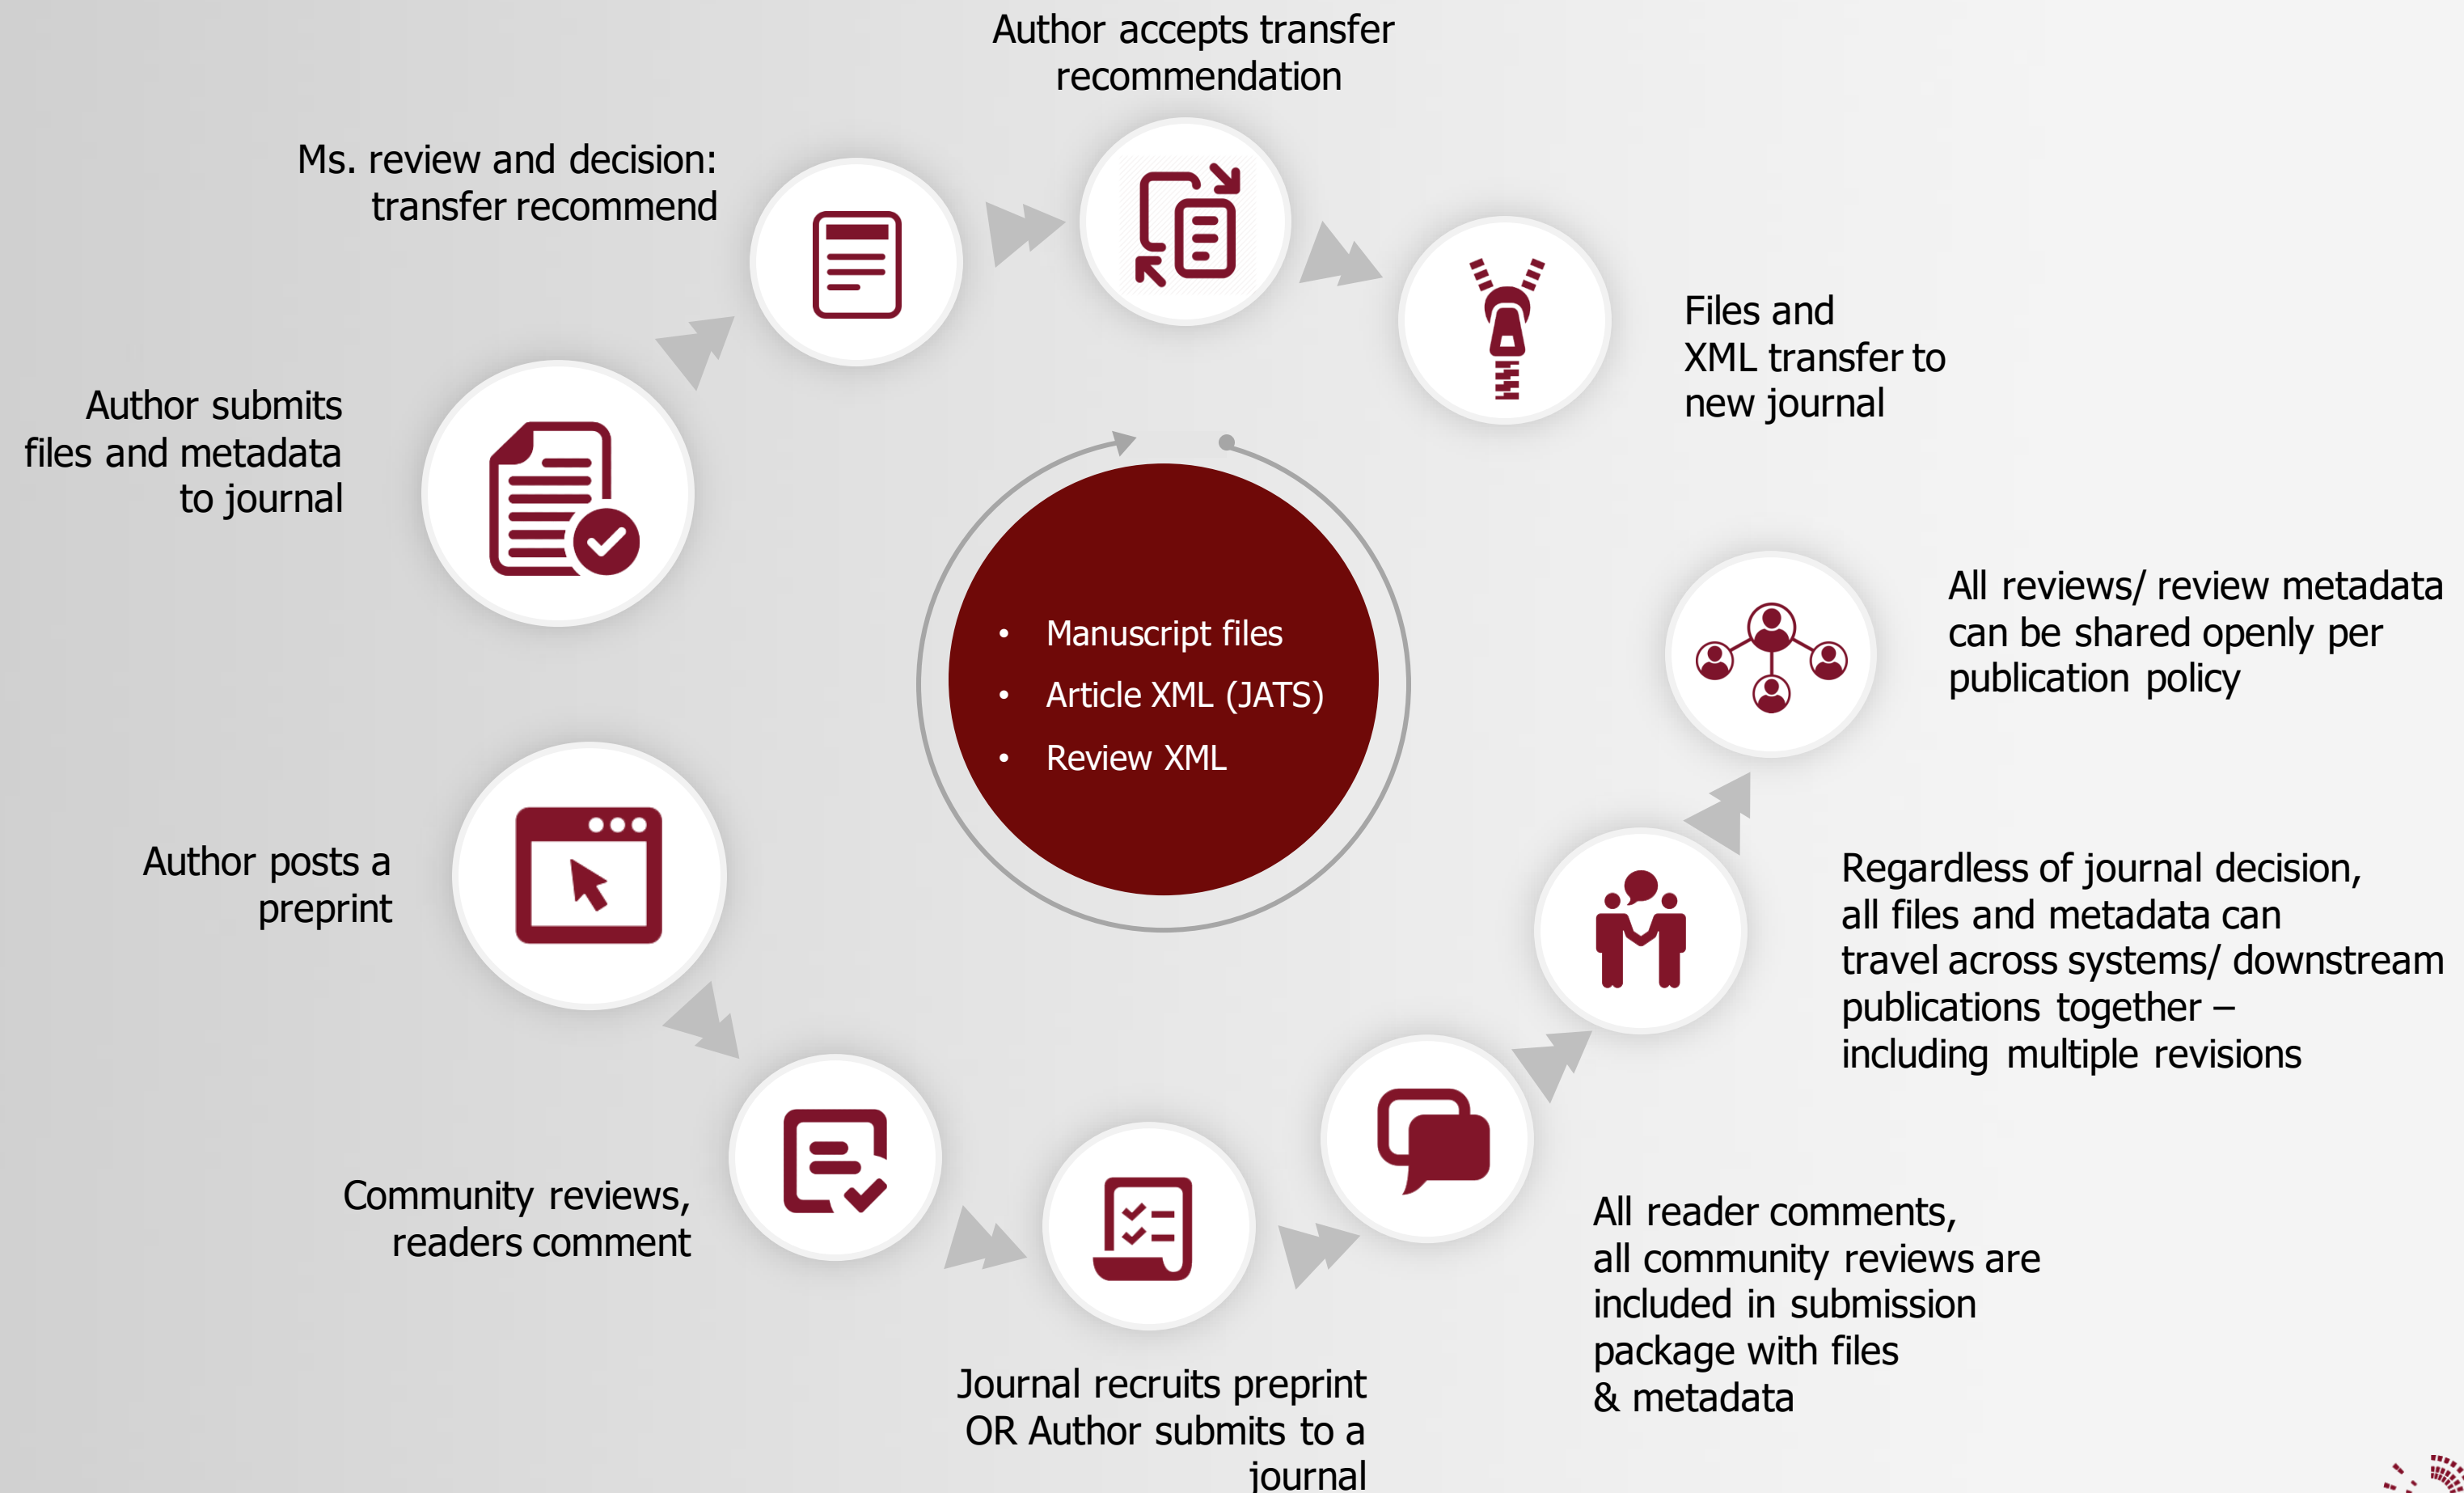 Author accepts transfer
recommendation
Ms. review and decision:
transfer recommend
Files and
XML transfer to
new journal
Author submits
files and metadata
to journal
• Manuscript files
• Article XML (JATS)
• Review XML
All reviews/ review metadata
can be shared openly per
publication policy
Author posts a
preprint
Regardless of journal decision,
all files and metadata can
travel across systems/ downstream
publications together –
including multiple revisions
Community reviews,
readers comment
All reader comments,
all community reviews are
included in submission
package with files
& metadata
Journal recruits preprint
OR Author submits to a
journal